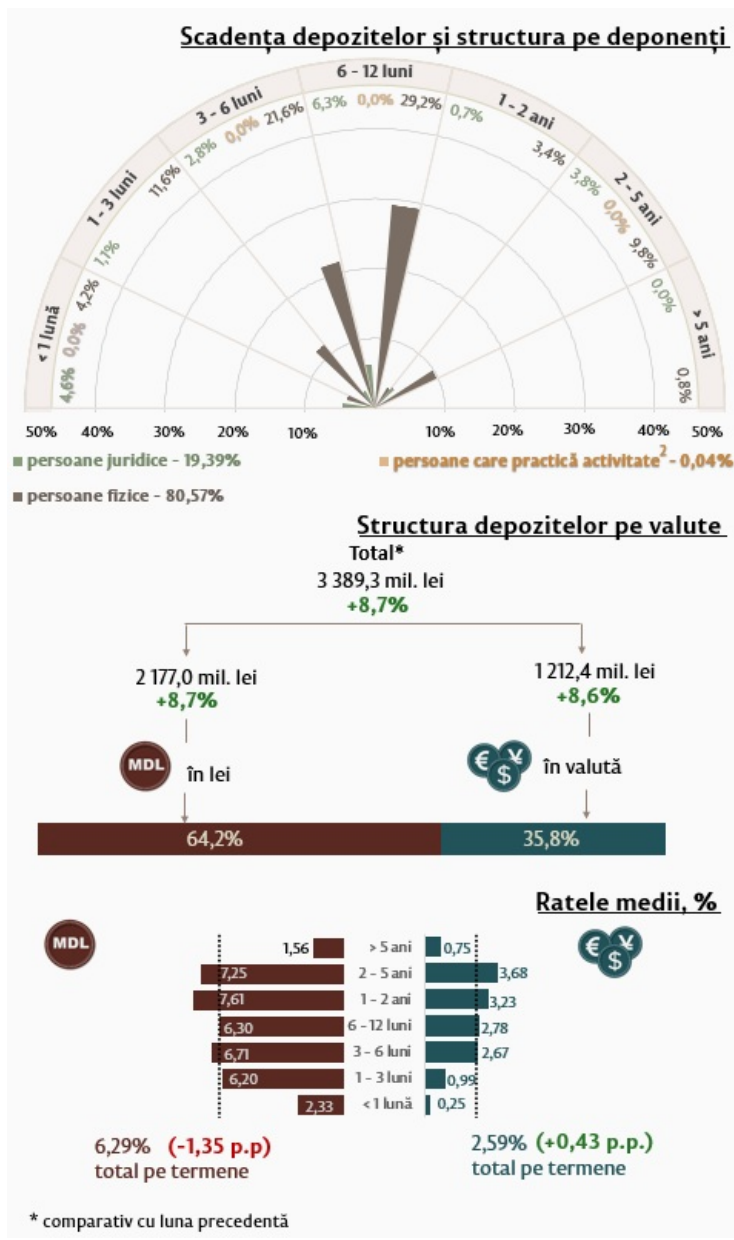 Scadența depozitelor și structura pe deponenți
< 1 lună
1 - 3 luni
3 - 6 luni
6 - 12 luni
1 - 2 ani
2 - 5 ani
> 5 ani
4,6% 0,0% 4,2%
1,1% 11,6%
2,8% 0,0% 21,6%
6,3% 0,0% 29,2%
0,7% 3,4%
3,8% 0,0% 9,8%
0,0% 0,8%
50% 40% 30% 20% 10% 10% 20% 30% 40% 50%
persoane juridice - 19,39%
persoane care practică activitate2 - 0,04%
persoane fizice - 80,57%
Structura depozitelor pe valute
Total*
3 389,3 mil. lei
+8,7%
2 177,0 mil. lei
+8,7%
1 212,4 mil. lei
+8,6%
MDL
în lei
€ ¥ $
în valută
64,2% 35,8%
Ratele medii, %
MDL
€ ¥ $
1,56 > 5 ani 0,75
7,25 2 - 5 ani 3,68
7,61 1 - 2 ani 3,23
6,30 6 - 12 luni 2,78
6,71 3 - 6 luni 2,67
6,20 1 - 3 luni 0,99
2,33 < 1 lună 0,25
6,29% (-1,35 p.p)
total pe termene
2,59% (+0,43 p.p.)
total pe termene
* comparativ cu luna precedentă